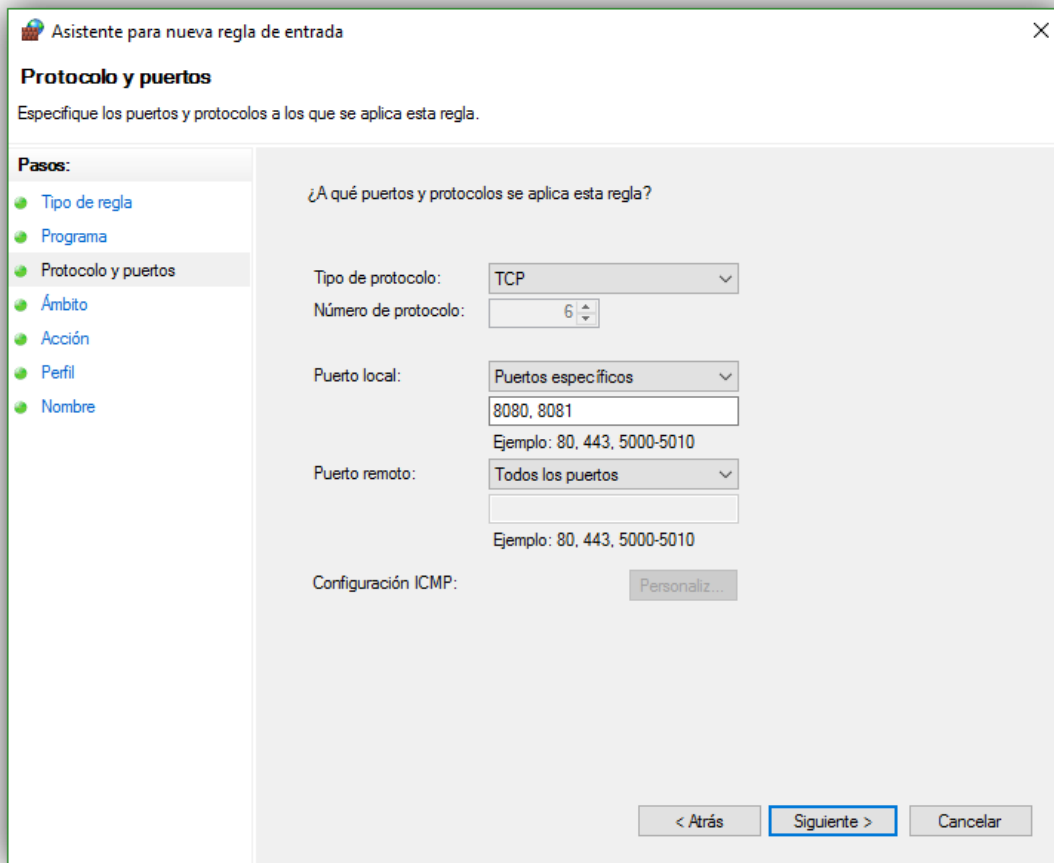 Asistente para nueva regla de entrada
Protocolo y puertos
Especifique los puertos y protocolos a los que se aplica esta regla.
Pasos:
Tipo de regla
Programa
Protocolo y puertos
Ámbito
Acción
Perfil
Nombre
¿A qué puertos y protocolos se aplica esta regla?
Tipo de protocolo: TCP
Número de protocolo: 6
Puerto local: Puertos específicos
8080, 8081
Ejemplo: 80, 443, 5000-5010
Puerto remoto: Todos los puertos
Ejemplo: 80, 443, 5000-5010
Configuración ICMP: Personaliz...
< Atrás Siguiente > Cancelar